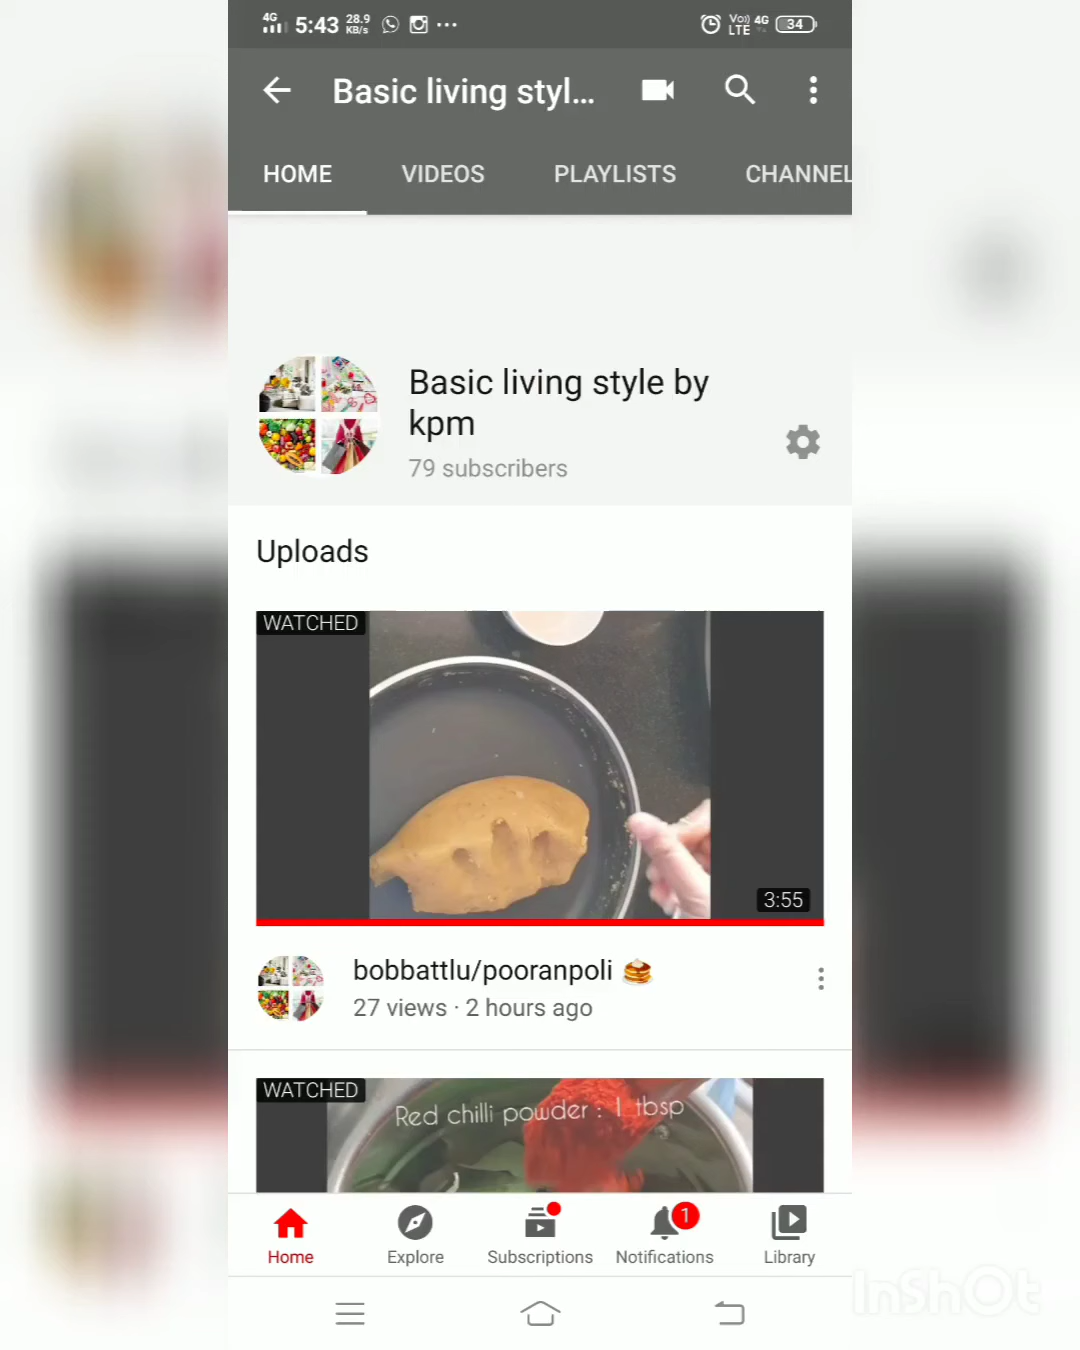 4G 5:43 28.9 KB/s ... Vo)) LTE 4G 34
Basic living styl...
HOME VIDEOS PLAYLISTS CHANNEL
Basic living style by
kpm
79 subscribers
Uploads
WATCHED
3:55
bobbattlu/pooranpoli 🥞
27 views · 2 hours ago
WATCHED
Red chilli powder : 1 tbsp
1
Home Explore Subscriptions Notifications Library
InShOt